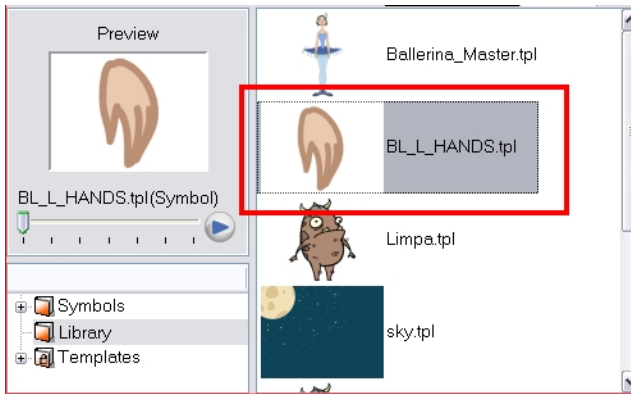 Preview
BL_L_HANDS.tpl(Symbol)
Symbols
Library
Templates
Ballerina_Master.tpl
BL_L_HANDS.tpl
Limpa.tpl
sky.tpl